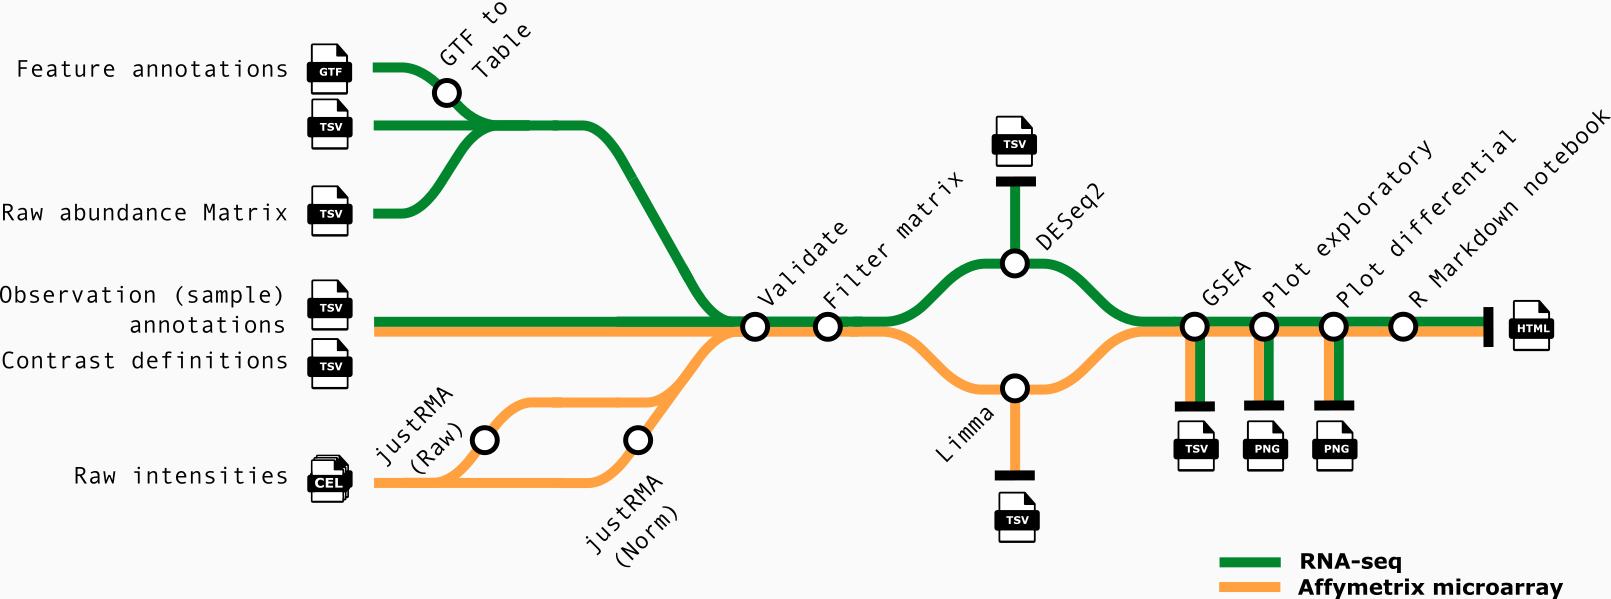 Feature annotations
GTF
GTF to
Table
TSV
Raw abundance Matrix
TSV
Observation (sample)
annotations
TSV
Contrast definitions
TSV
Raw intensities
CEL
justRMA
(Raw)
justRMA
(Norm)
Validate
Filter matrix
TSV
DESeq2
Limma
TSV
GSEA
Plot exploratory
Plot differential
R Markdown notebook
HTML
TSV
PNG
PNG
RNA-seq
Affymetrix microarray